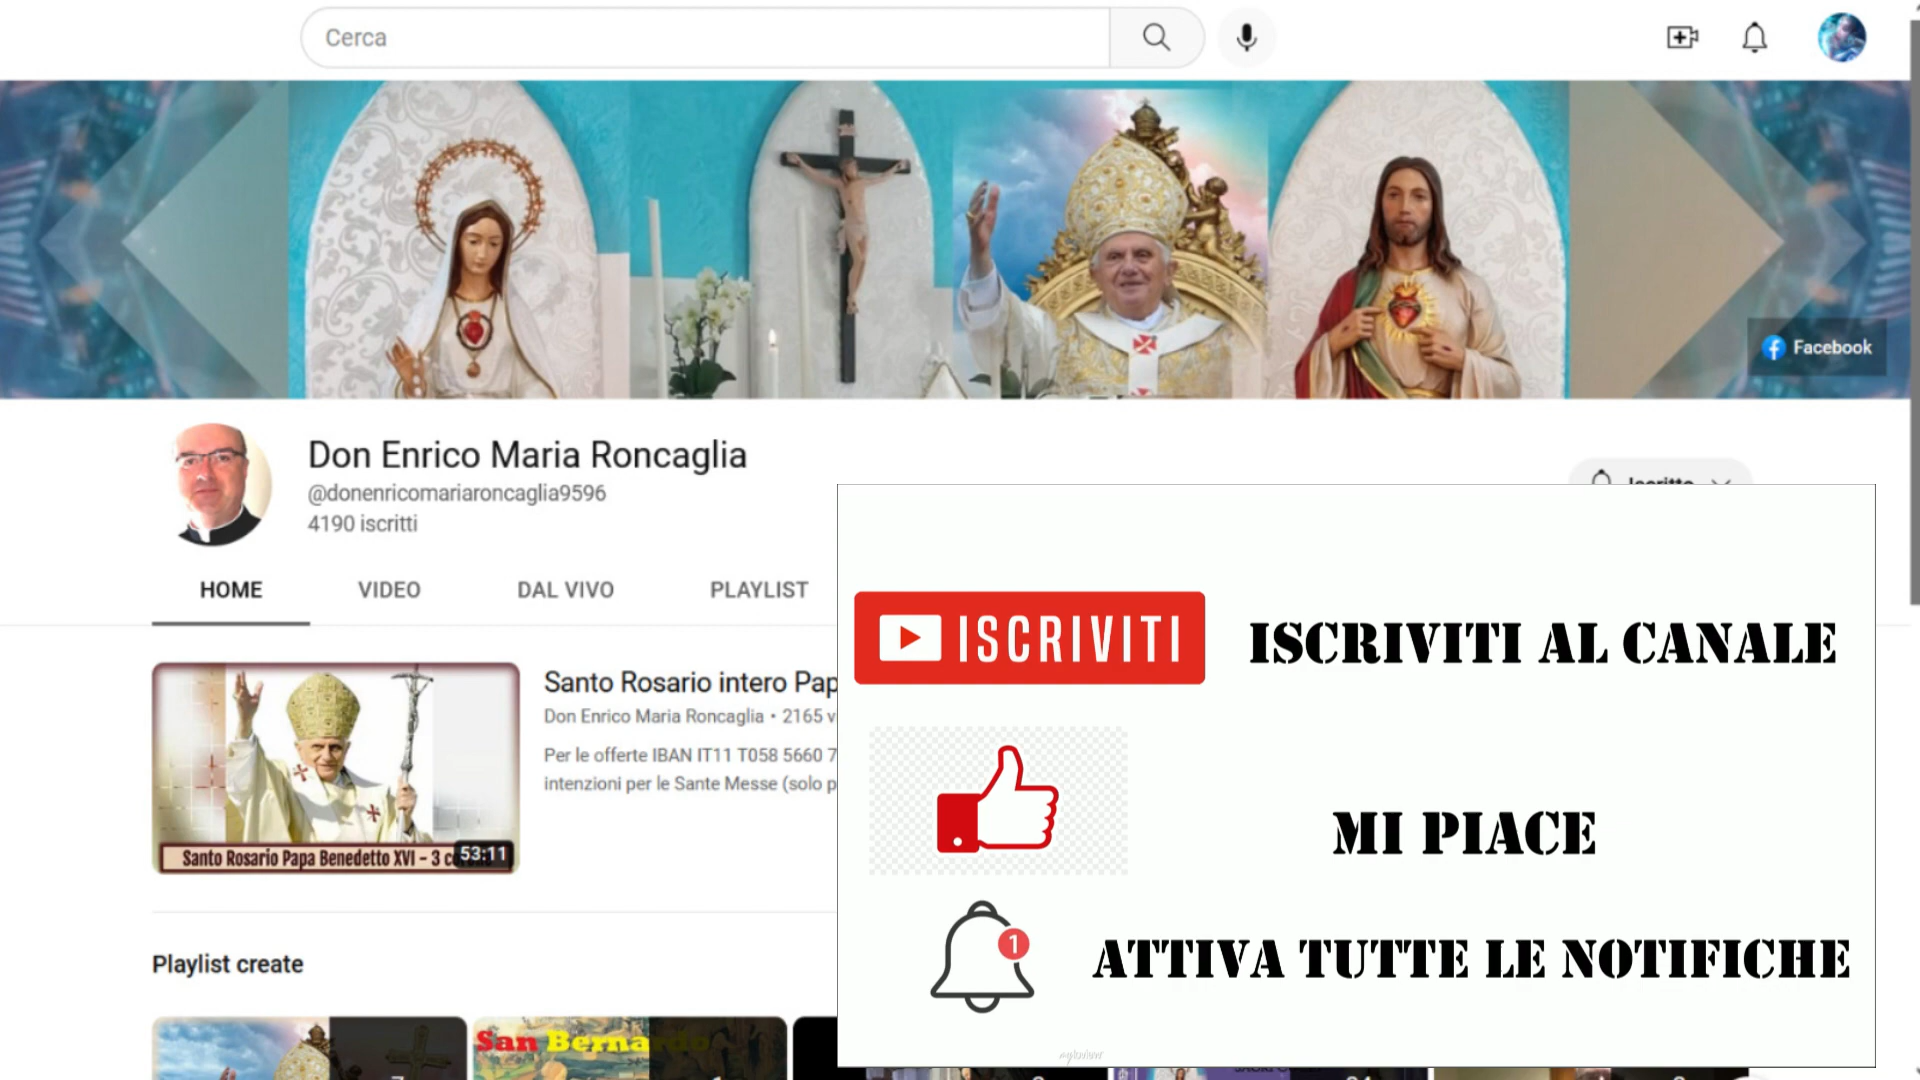 Cerca
Facebook
Don Enrico Maria Roncaglia
@donenricomariaroncaglia9596
4190 iscritti
Iscritto
HOME
VIDEO
DAL VIVO
PLAYLIST
Santo Rosario intero Pap
Don Enrico Maria Roncaglia • 2165 v
Per le offerte IBAN IT11 T058 5660 7
intenzioni per le Sante Messe (solo p
Santo Rosario Papa Benedetto XVI - 3 c
53:11
ISCRIVITI
ISCRIVITI AL CANALE
MI PIACE
1
ATTIVA TUTTE LE NOTIFICHE
Playlist create
San Bernardo